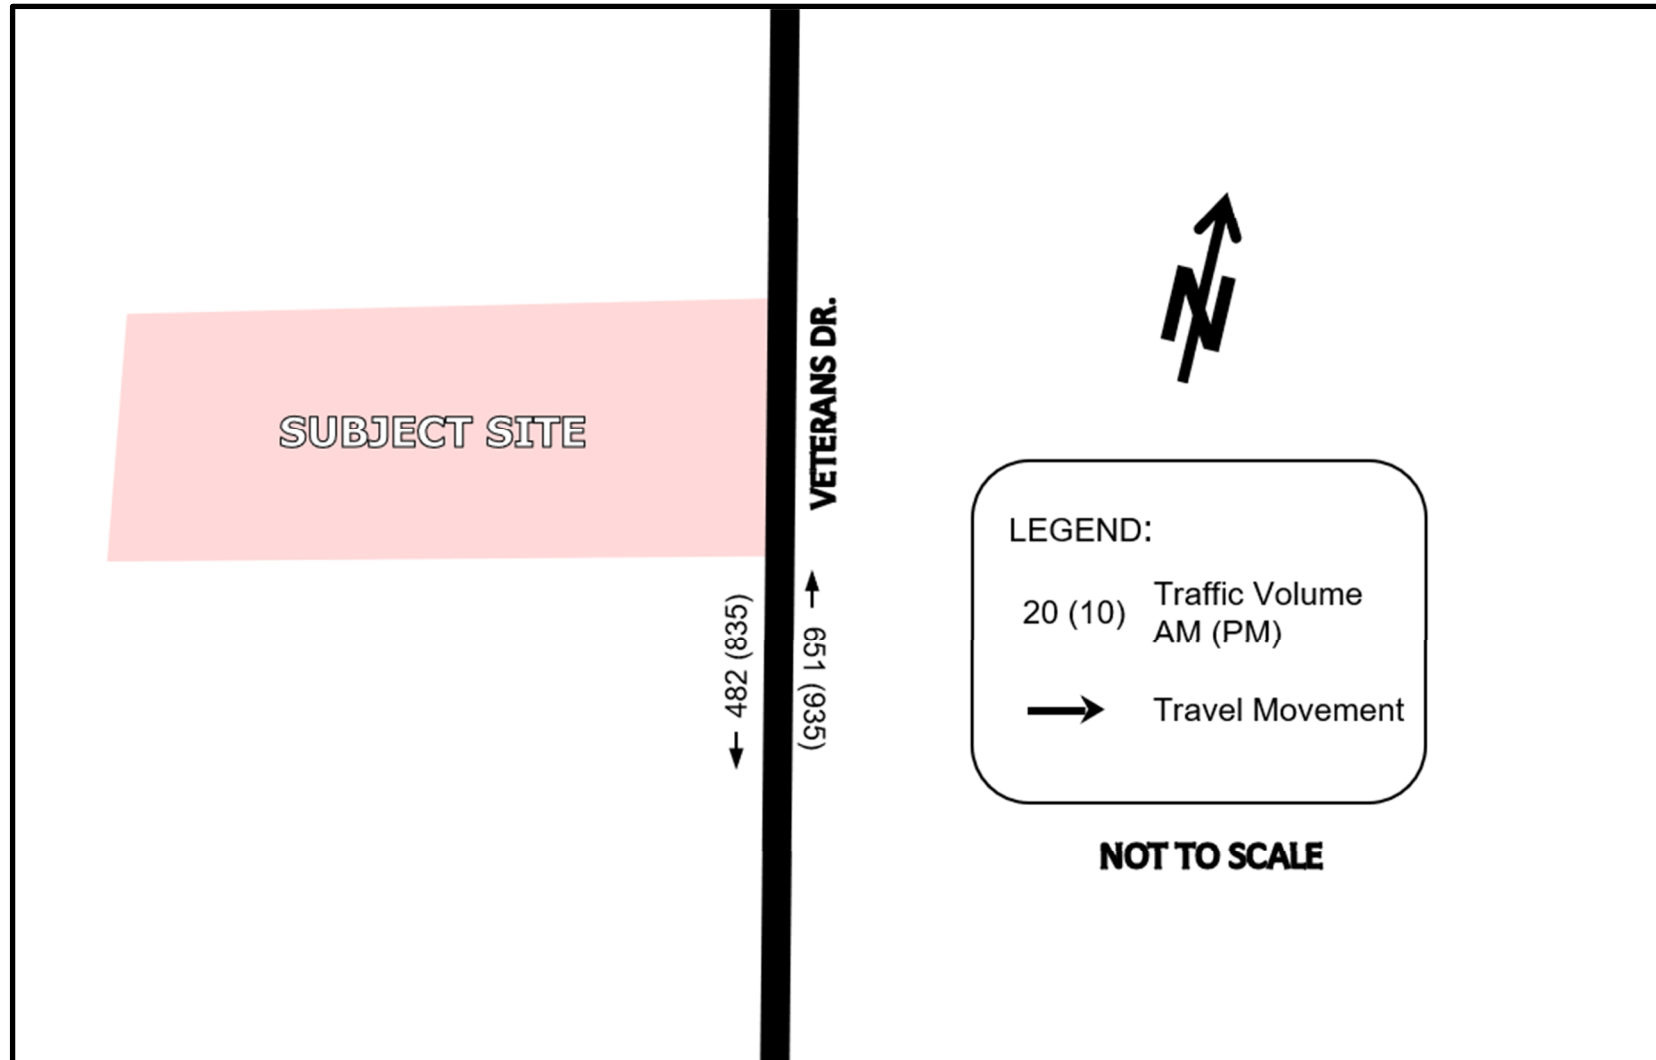 N
VETERANS DR.
SUBJECT SITE
482 (835)
651 (935)
LEGEND:
20 (10)
Traffic Volume
AM (PM)
Travel Movement
NOT TO SCALE